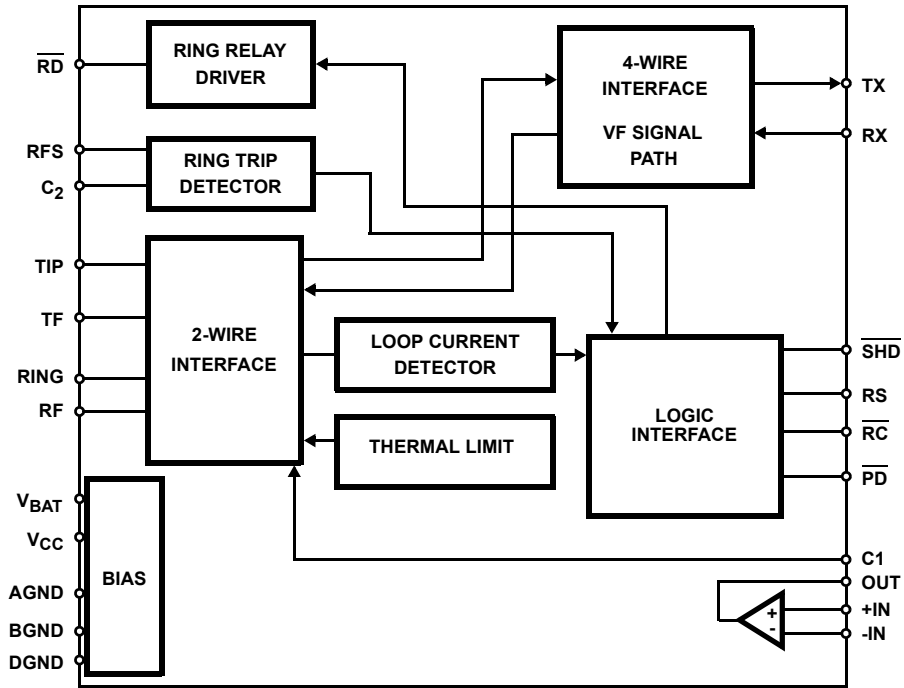 RD
RFS
C2
TIP
TF
RING
RF
VBAT
VCC
AGND
BGND
DGND
RING RELAY
DRIVER
RING TRIP
DETECTOR
2-WIRE
INTERFACE
BIAS
LOOP CURRENT
DETECTOR
THERMAL LIMIT
4-WIRE
INTERFACE
VF SIGNAL
PATH
LOGIC
INTERFACE
+
-
TX
RX
SHD
RS
RC
PD
C1
OUT
+IN
-IN